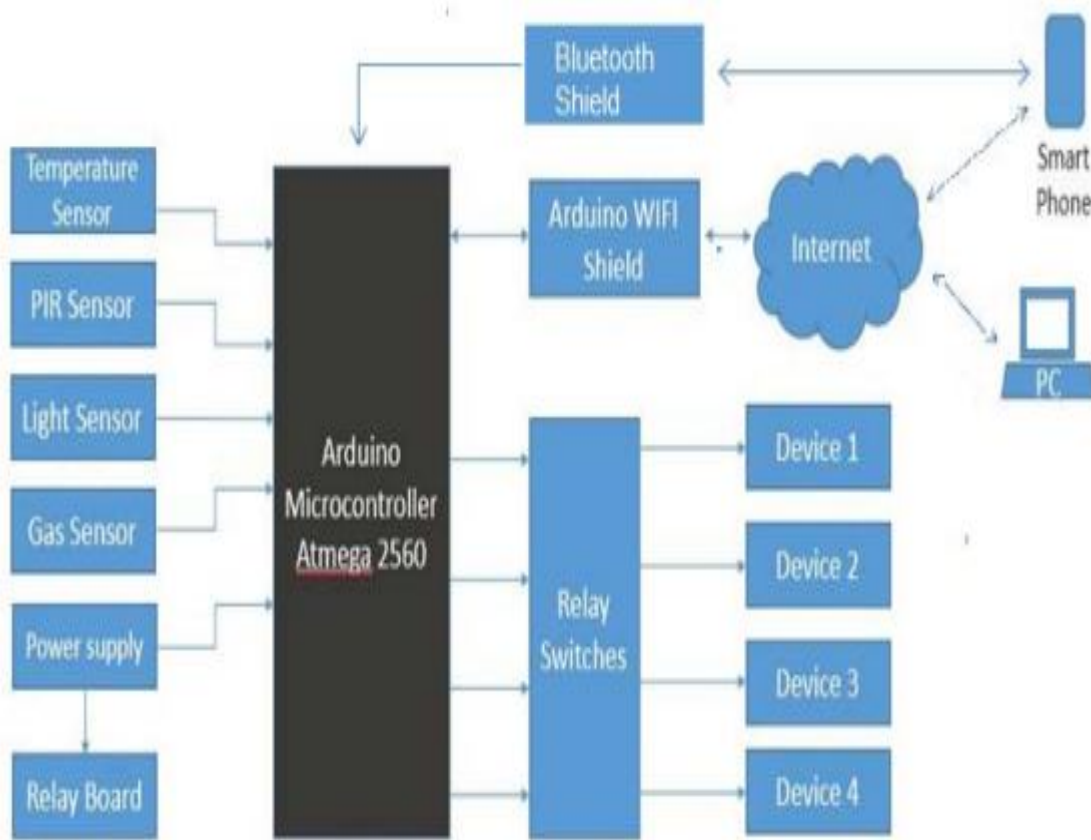 Bluetooth
Shield
Smart
Phone
Temperature
Sensor
Arduino WIFI
Shield
Internet
PIR Sensor
PC
Light Sensor
Arduino
Microcontroller
Atmega 2560
Gas Sensor
Power supply
Relay Board
Relay
Switches
Device 1
Device 2
Device 3
Device 4